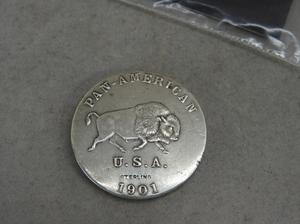 PAN-AMERICAN
U.S.A.
STERLING
1901